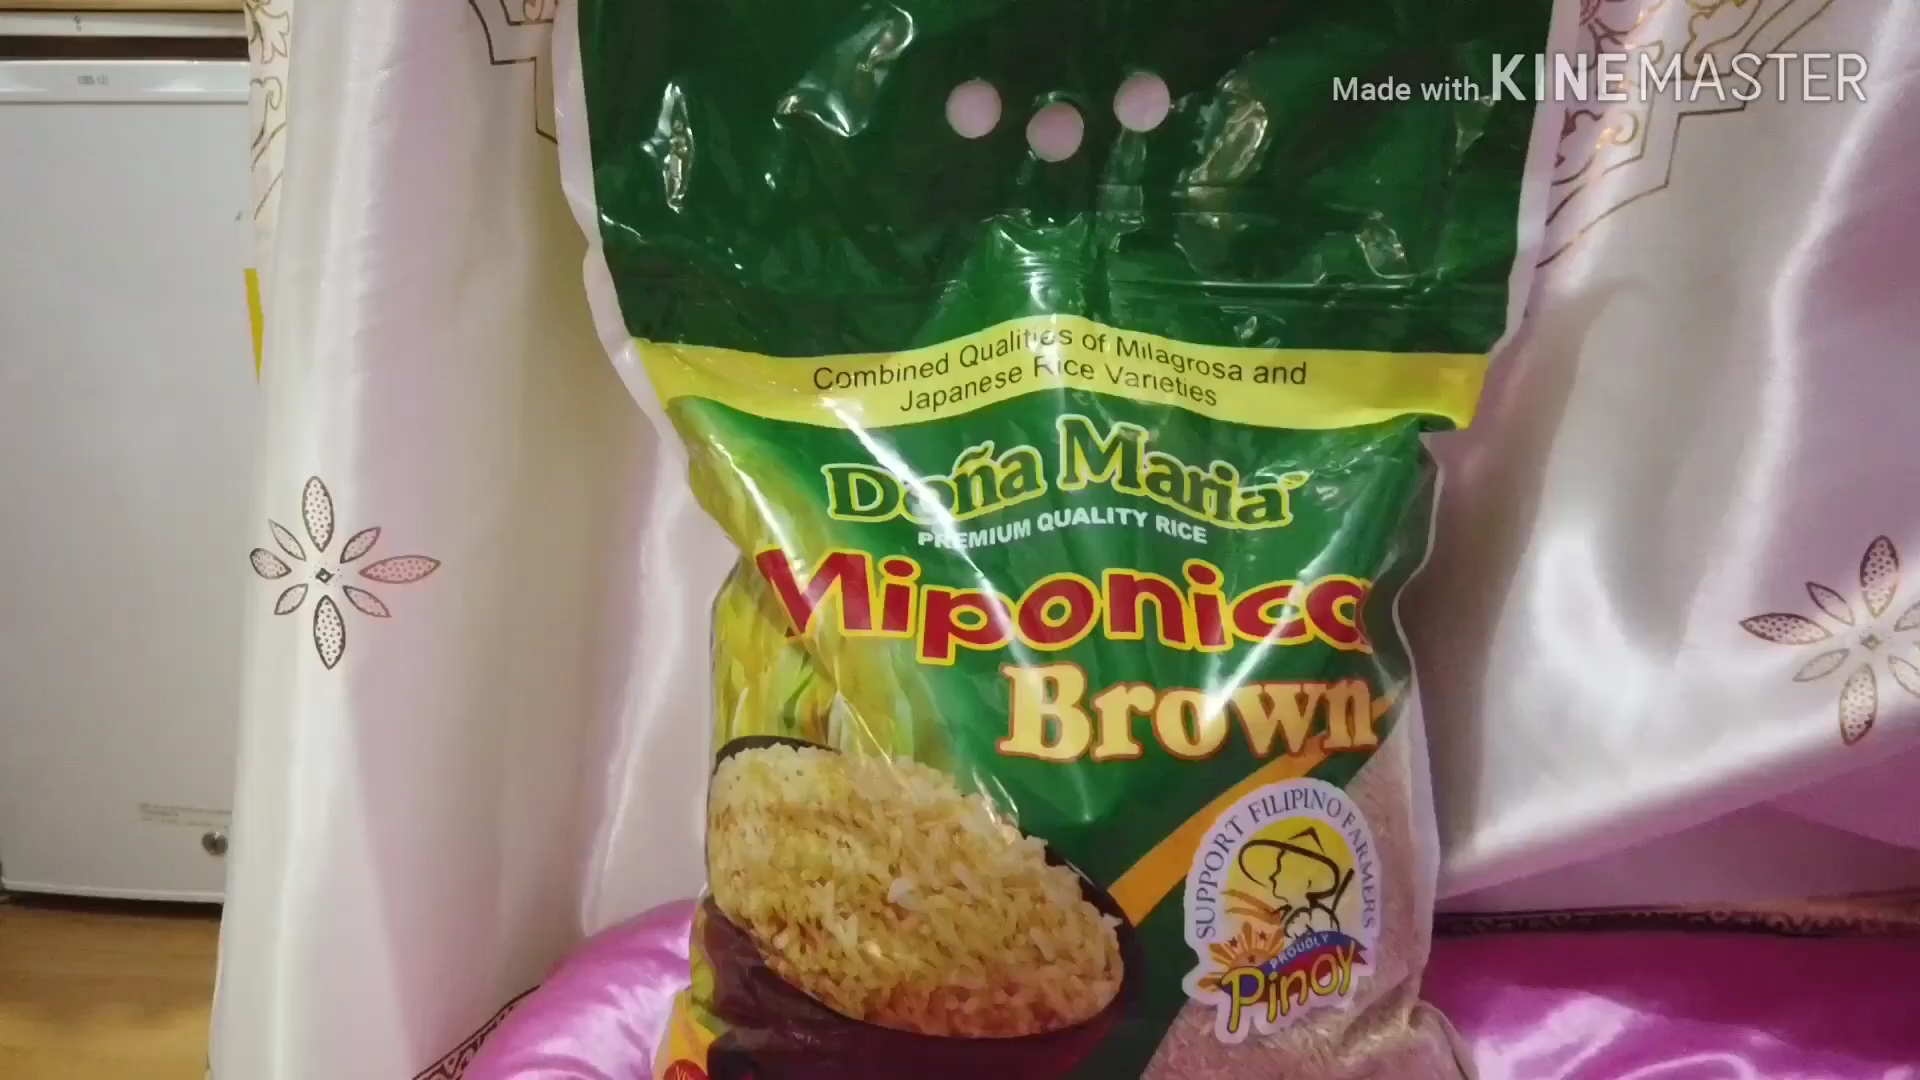 Made with KINEMASTER
Combined Qualities of Milagrosa and
Japanese Rice Varieties
Doña Maria
PREMIUM QUALITY RICE
Miponica
Brown
SUPPORT FILIPINO FARMERS
PROUDLY
Pinoy